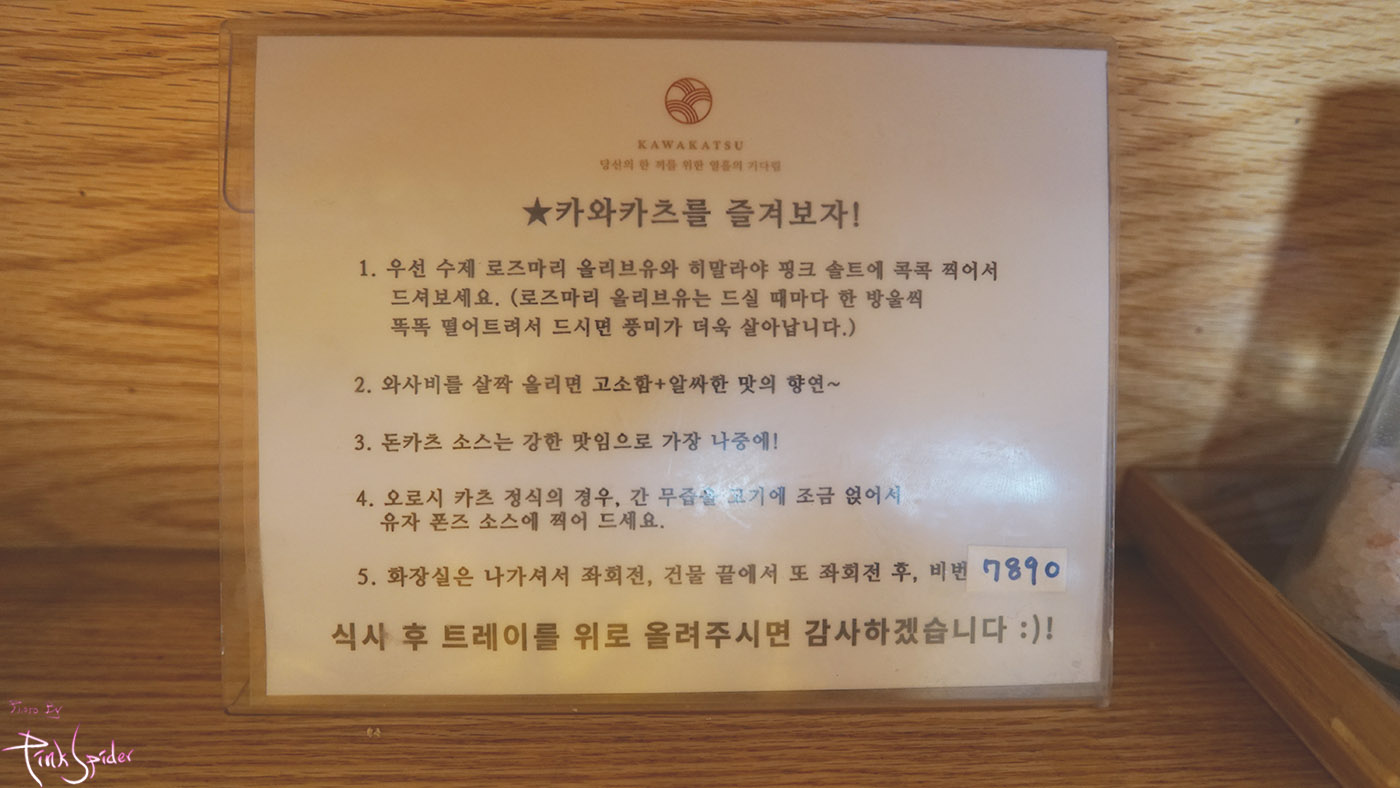 KAWAKATSU
당신의 한 끼를 위한 열풀의 기다림
★카와카츠를 즐겨보자!
1. 우선 수제 로즈마리 올리브유와 히말라야 핑크 솔트에 콕콕 찍어서
드셔보세요. (로즈마리 올리브유는 드실 때마다 한 방울씩
똑똑 떨어트려서 드시면 풍미가 더욱 살아납니다.)
2. 와사비를 살짝 올리면 고소함+알싸한 맛의 향연~
3. 돈카츠 소스는 강한 맛임으로 가장 나중에!
4. 오로시 카츠 정식의 경우, 간 무즙을 고기에 조금 얹어서
유자 폰즈 소스에 찍어 드세요.
5. 화장실은 나가셔서 좌회전, 건물 끝에서 또 좌회전 후, 비번 7890
식사 후 트레이를 위로 올려주시면 감사하겠습니다 :)!
Photo By
PinkSpider